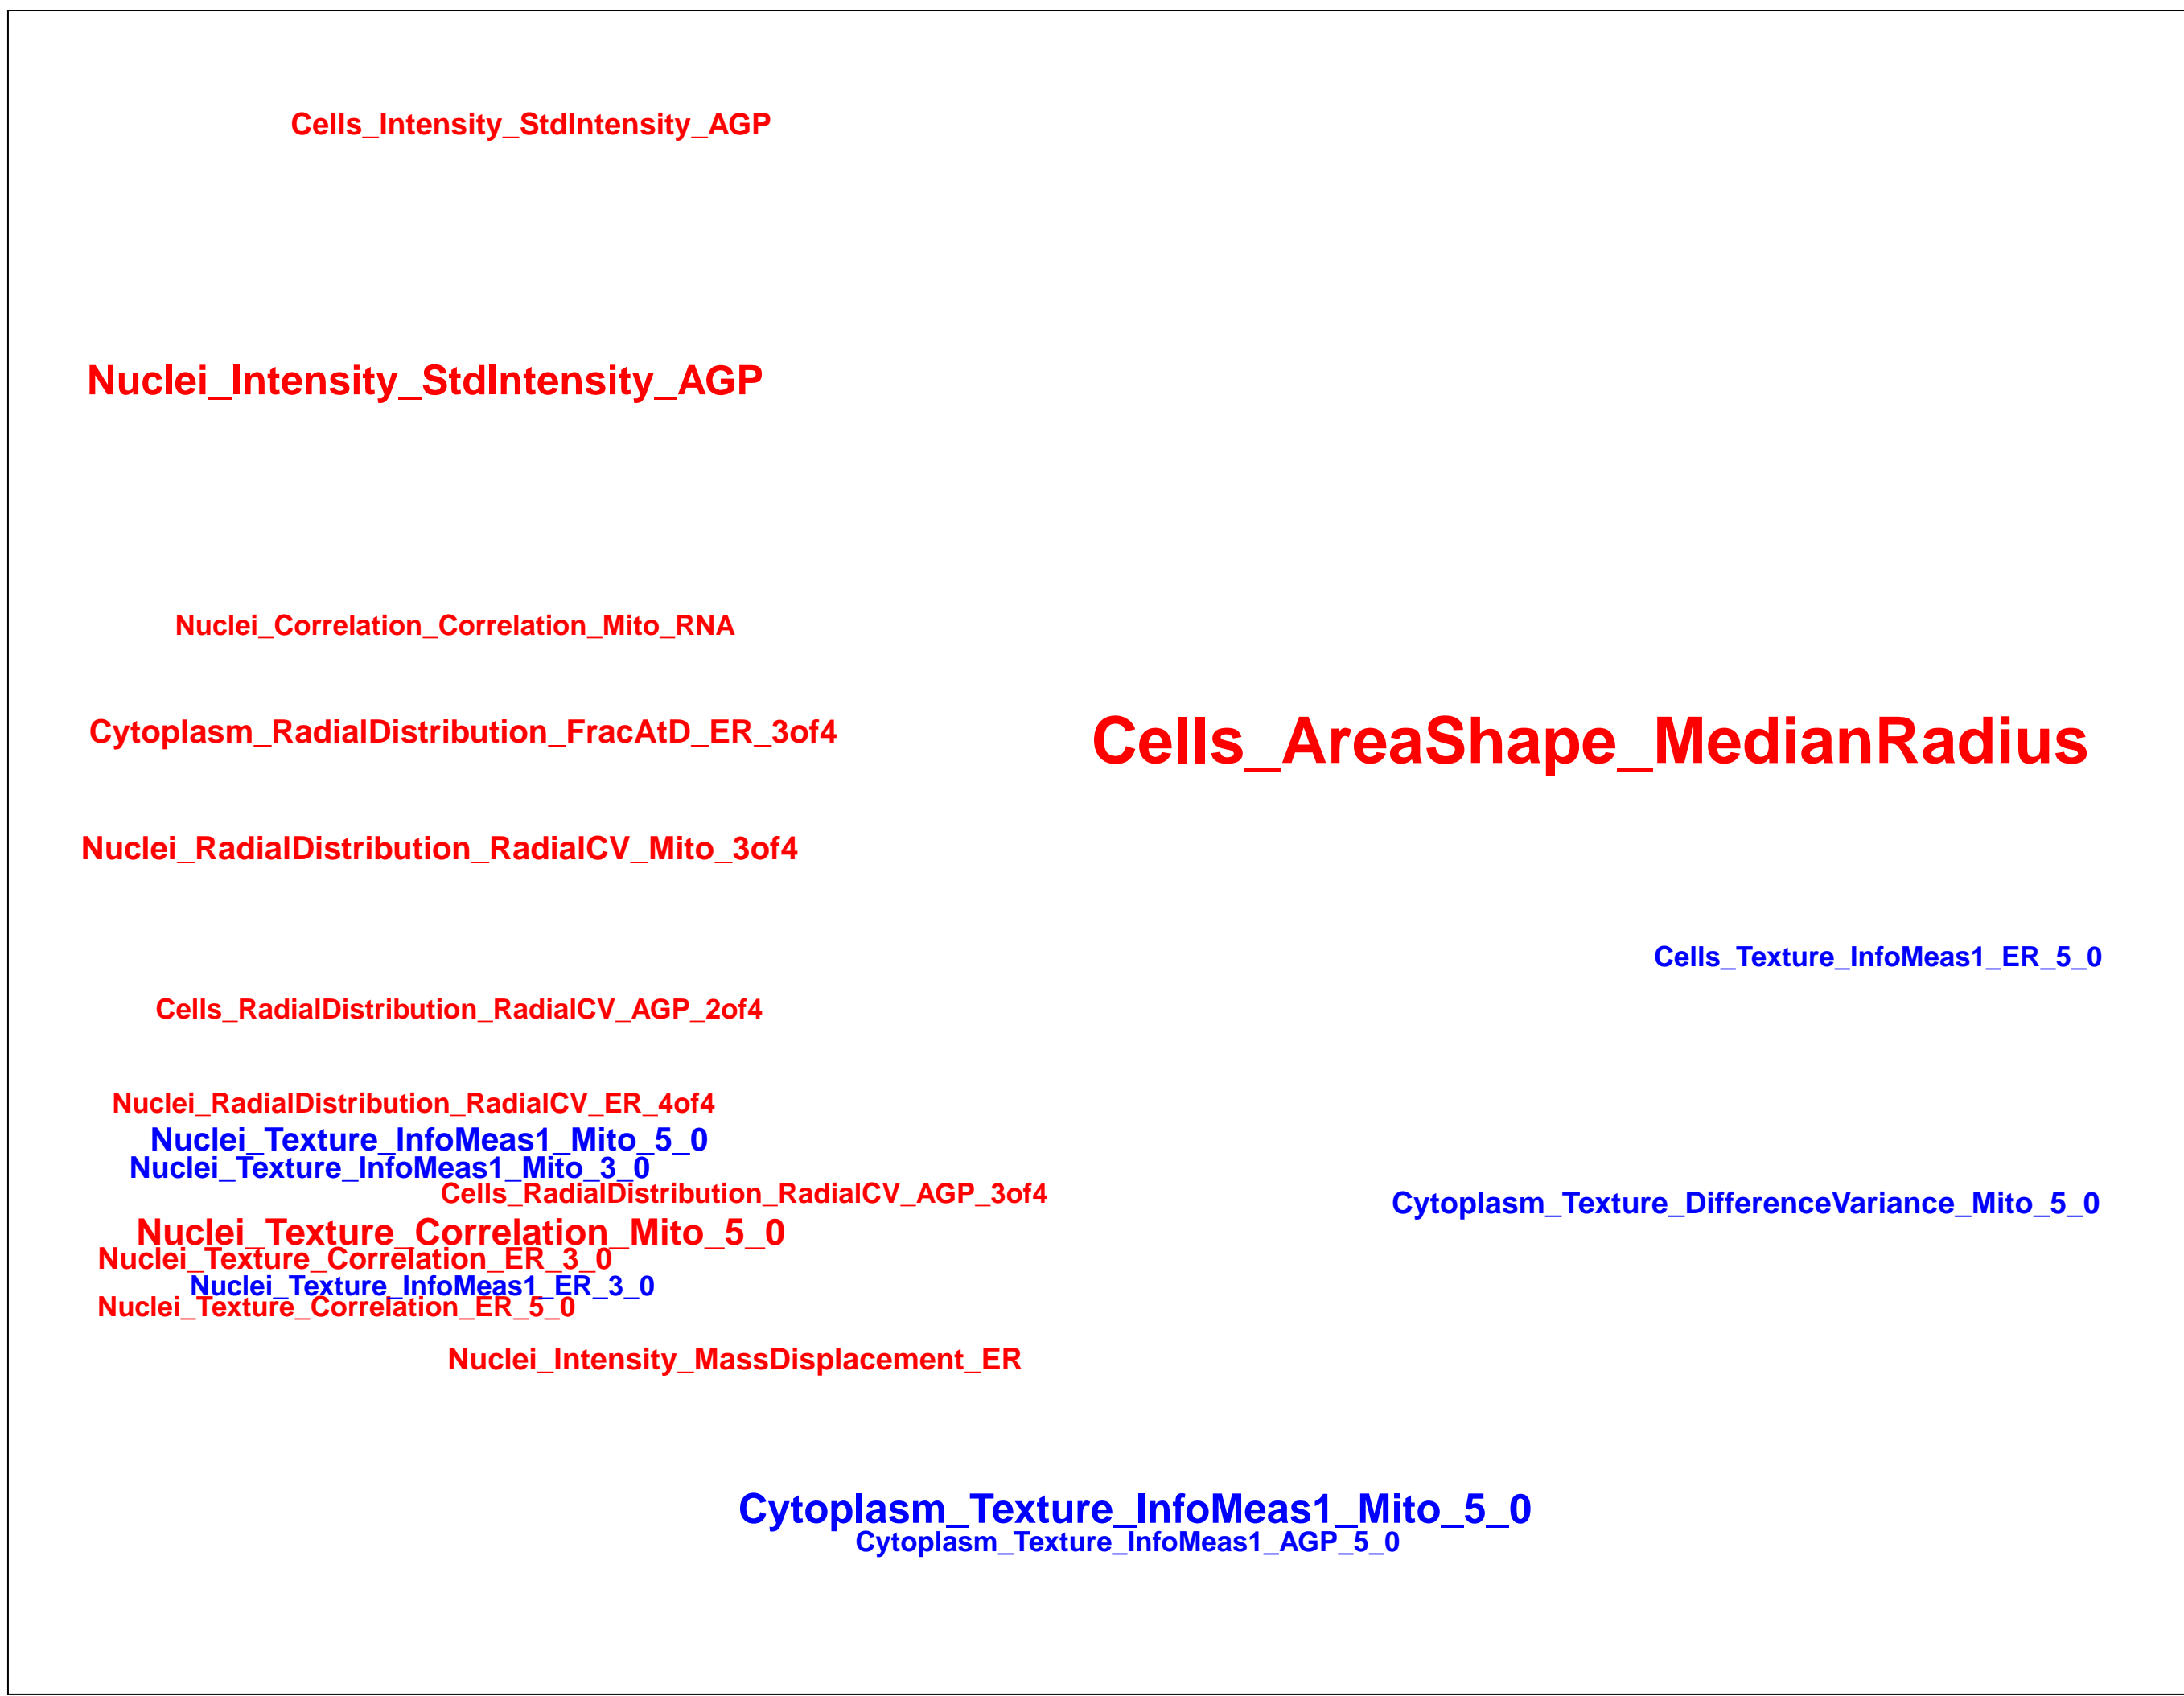 Cells_Intensity_StdIntensity_AGP
Nuclei_Intensity_StdIntensity_AGP
Nuclei_Correlation_Correlation_Mito_RNA
Cytoplasm_RadialDistribution_FracAtD_ER_3of4
Cells_AreaShape_MedianRadius
Nuclei_RadialDistribution_RadialCV_Mito_3of4
Cells_Texture_InfoMeas1_ER_5_0
Cells_RadialDistribution_RadialCV_AGP_2of4
Nuclei_RadialDistribution_RadialCV_ER_4of4
Nuclei_Texture_InfoMeas1_Mito_5_0
Nuclei_Texture_InfoMeas1_Mito_3_0
Cells_RadialDistribution_RadialCV_AGP_3of4
Cytoplasm_Texture_DifferenceVariance_Mito_5_0
Nuclei_Texture_Correlation_Mito_5_0
Nuclei_Texture_Correlation_ER_3_0
Nuclei_Texture_InfoMeas1_ER_3_0
Nuclei_Texture_Correlation_ER_5_0
Nuclei_Intensity_MassDisplacement_ER
Cytoplasm_Texture_InfoMeas1_Mito_5_0
Cytoplasm_Texture_InfoMeas1_AGP_5_0